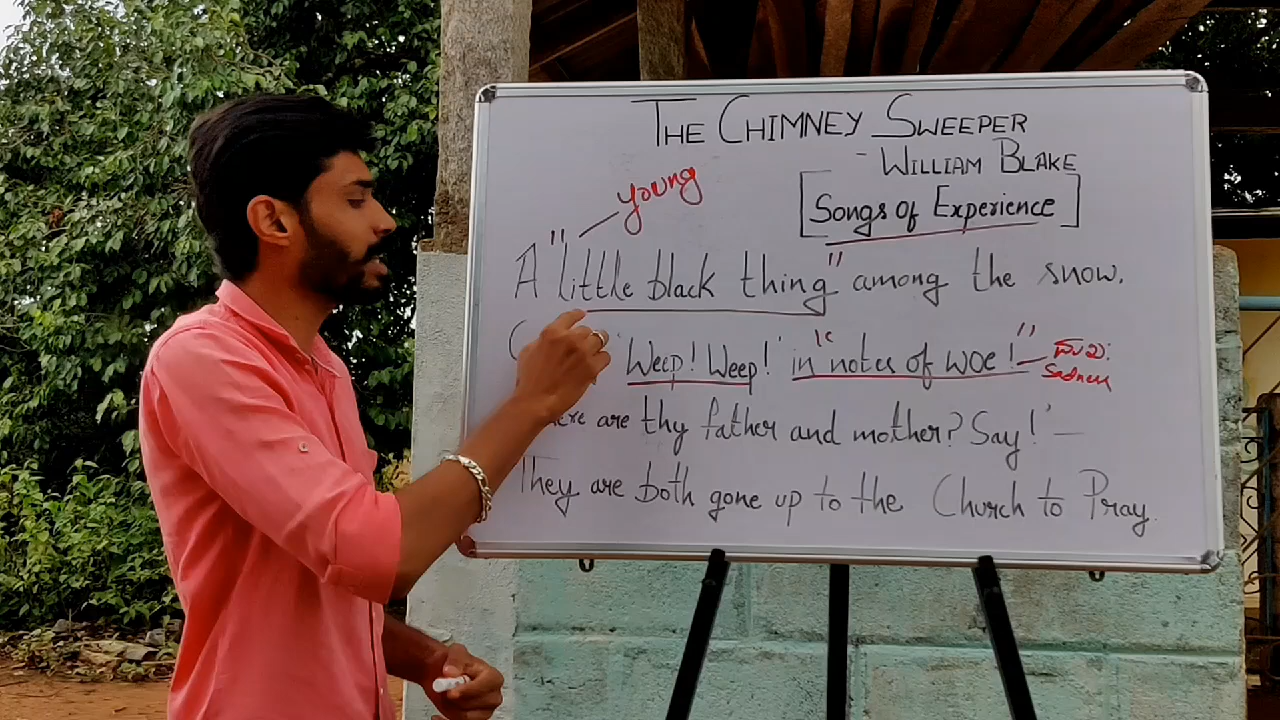 THE CHIMNEY SWEEPER
- WILLIAM BLAKE
[Songs of Experience]
young
A "little black thing" among the snow.
'Weep! Weep!' in "notes of woe!"
Sadness
are thy father and mother? Say!' —
They are both gone up to the Church to Pray.